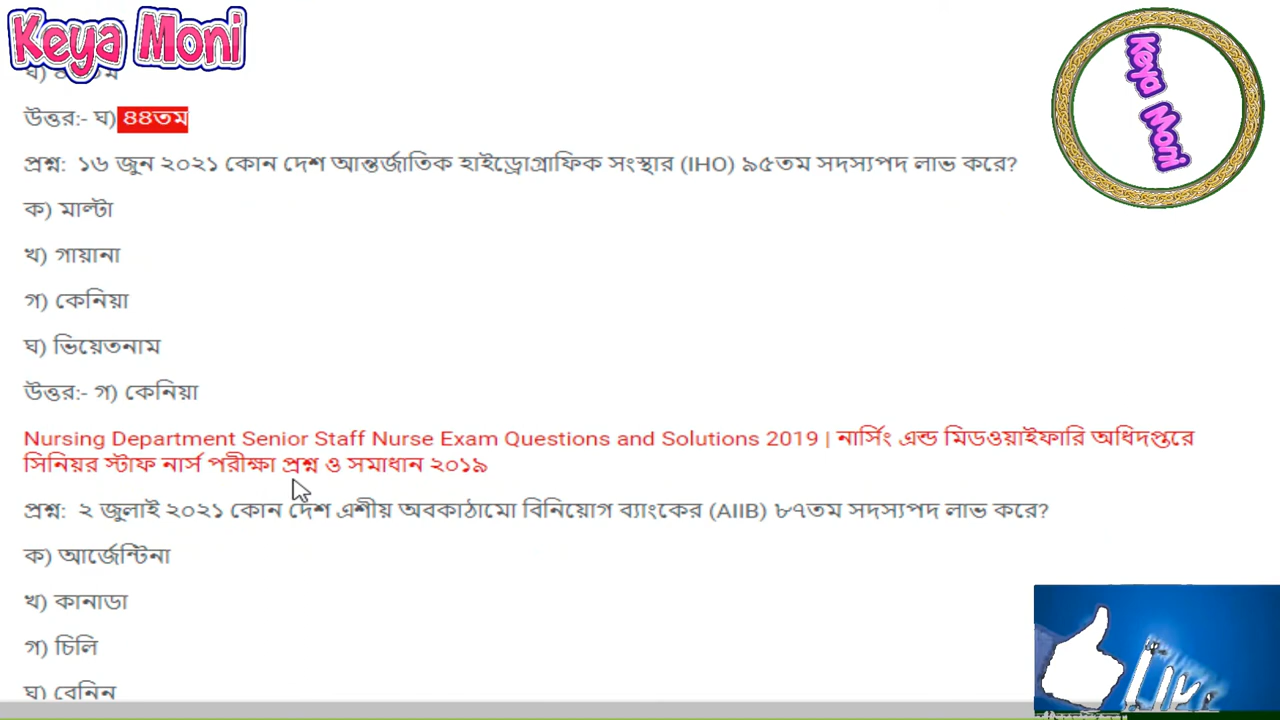 Keya Moni
Keya Moni
উত্তর:- ঘ) ৪৪তম
প্রশ্ন: ১৬ জুন ২০২১ কোন দেশ আন্তর্জাতিক হাইড্রোগ্রাফিক সংস্থার (IHO) ৯৫তম সদস্যপদ লাভ করে?
ক) মাল্টা
খ) গায়ানা
গ) কেনিয়া
ঘ) ভিয়েতনাম
উত্তর:- গ) কেনিয়া
Nursing Department Senior Staff Nurse Exam Questions and Solutions 2019 | নার্সিং এন্ড মিডওয়াইফারি অধিদপ্তরে
সিনিয়র স্টাফ নার্স পরীক্ষা প্রশ্ন ও সমাধান ২০১৯
প্রশ্ন: ২ জুলাই ২০২১ কোন দেশ এশীয় অবকাঠামো বিনিয়োগ ব্যাংকের (AIIB) ৮৭তম সদস্যপদ লাভ করে?
ক) আর্জেন্টিনা
খ) কানাডা
গ) চিলি
ঘ) বেনিন